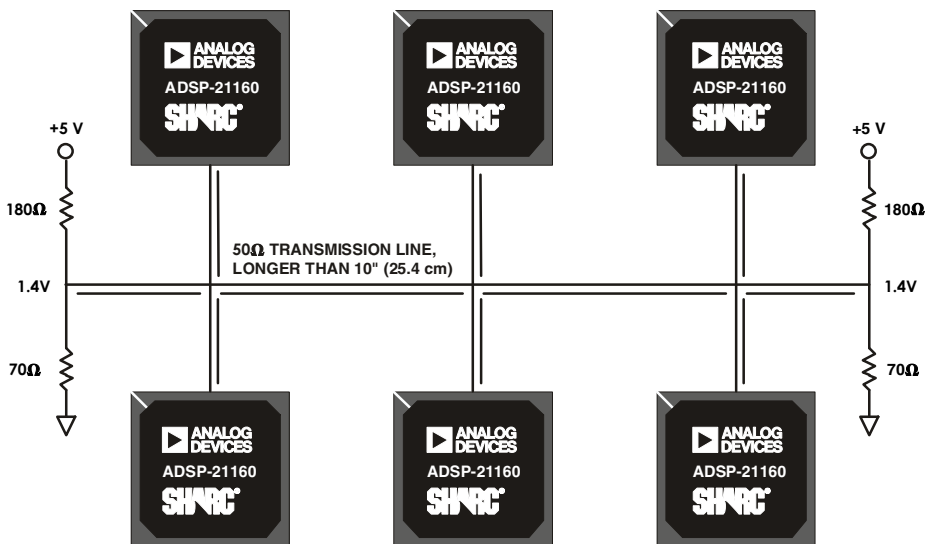 ANALOG
DEVICES
ADSP-21160
SHARC
ANALOG
DEVICES
ADSP-21160
SHARC
ANALOG
DEVICES
ADSP-21160
SHARC
+5 V
+5 V
180Ω
180Ω
50Ω TRANSMISSION LINE,
LONGER THAN 10" (25.4 cm)
1.4V
1.4V
70Ω
70Ω
ANALOG
DEVICES
ADSP-21160
SHARC
ANALOG
DEVICES
ADSP-21160
SHARC
ANALOG
DEVICES
ADSP-21160
SHARC